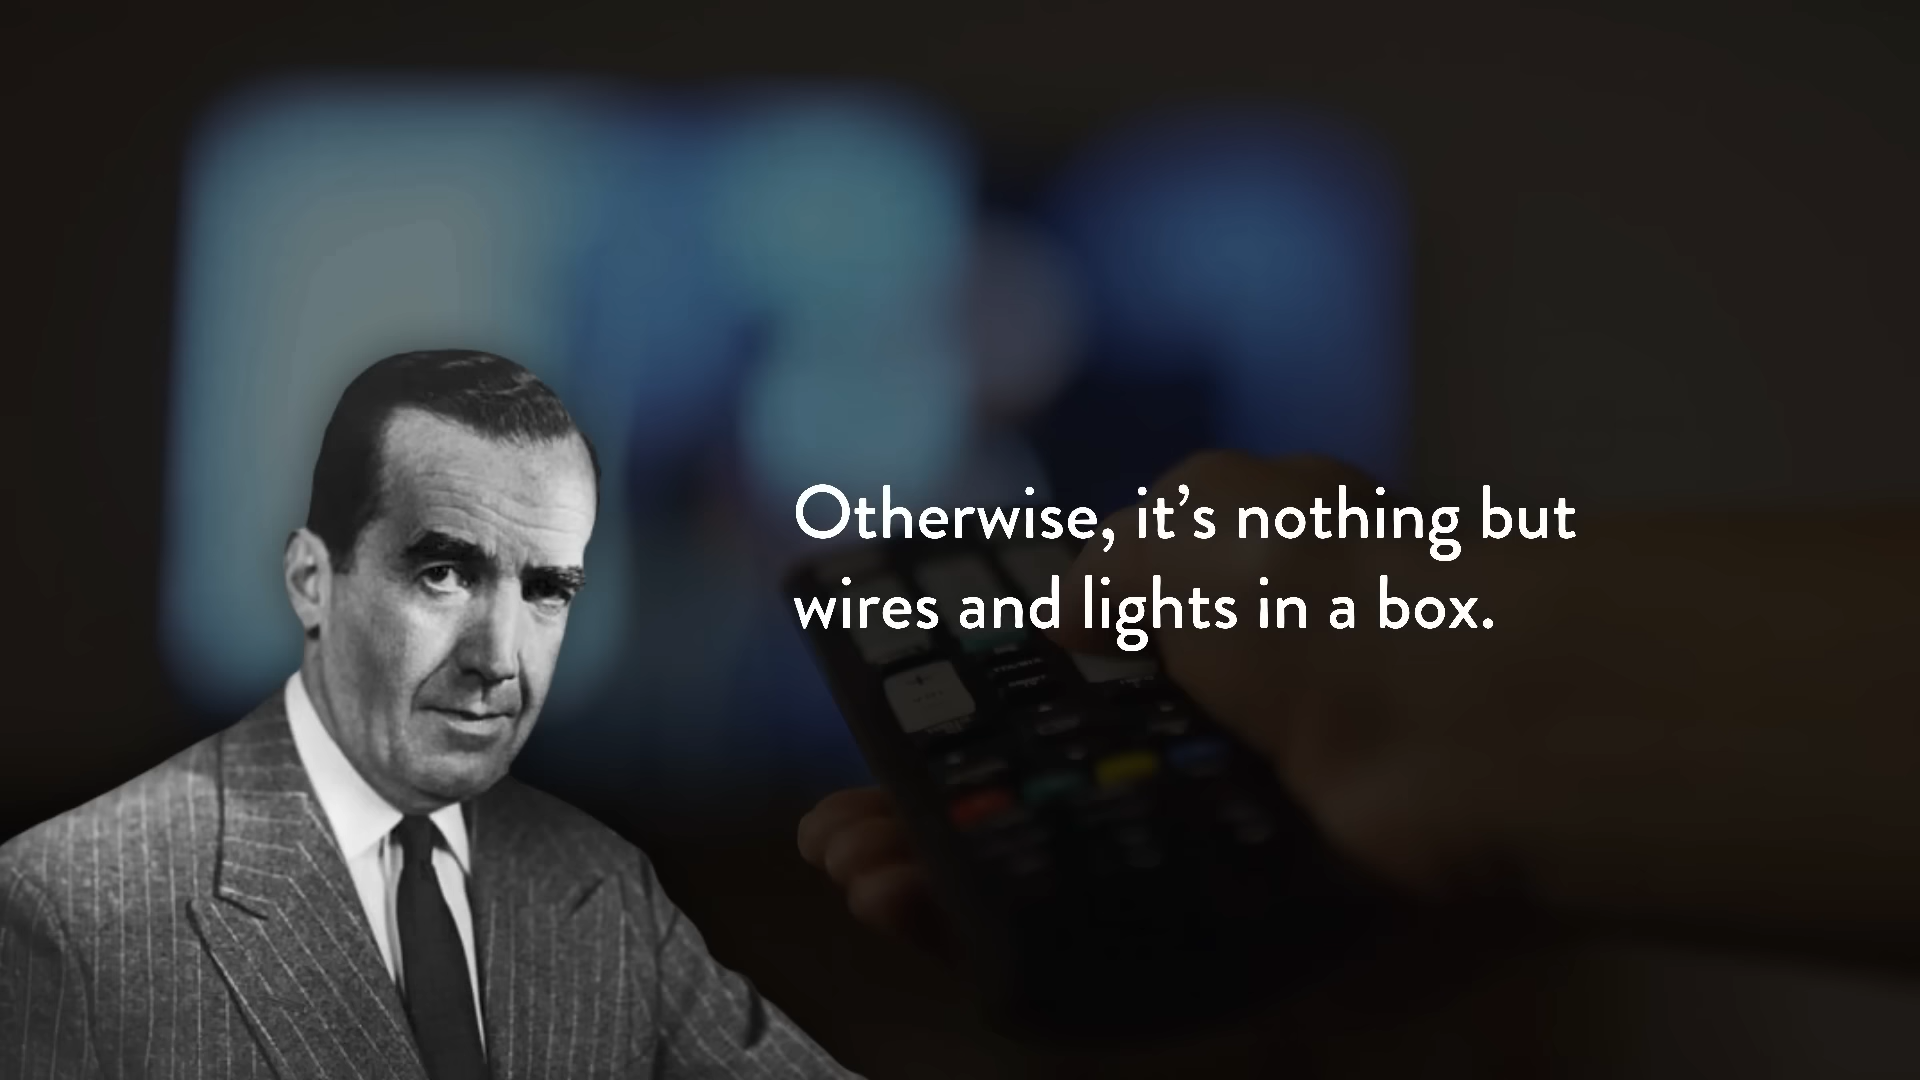 Otherwise, it’s nothing but
wires and lights in a box.